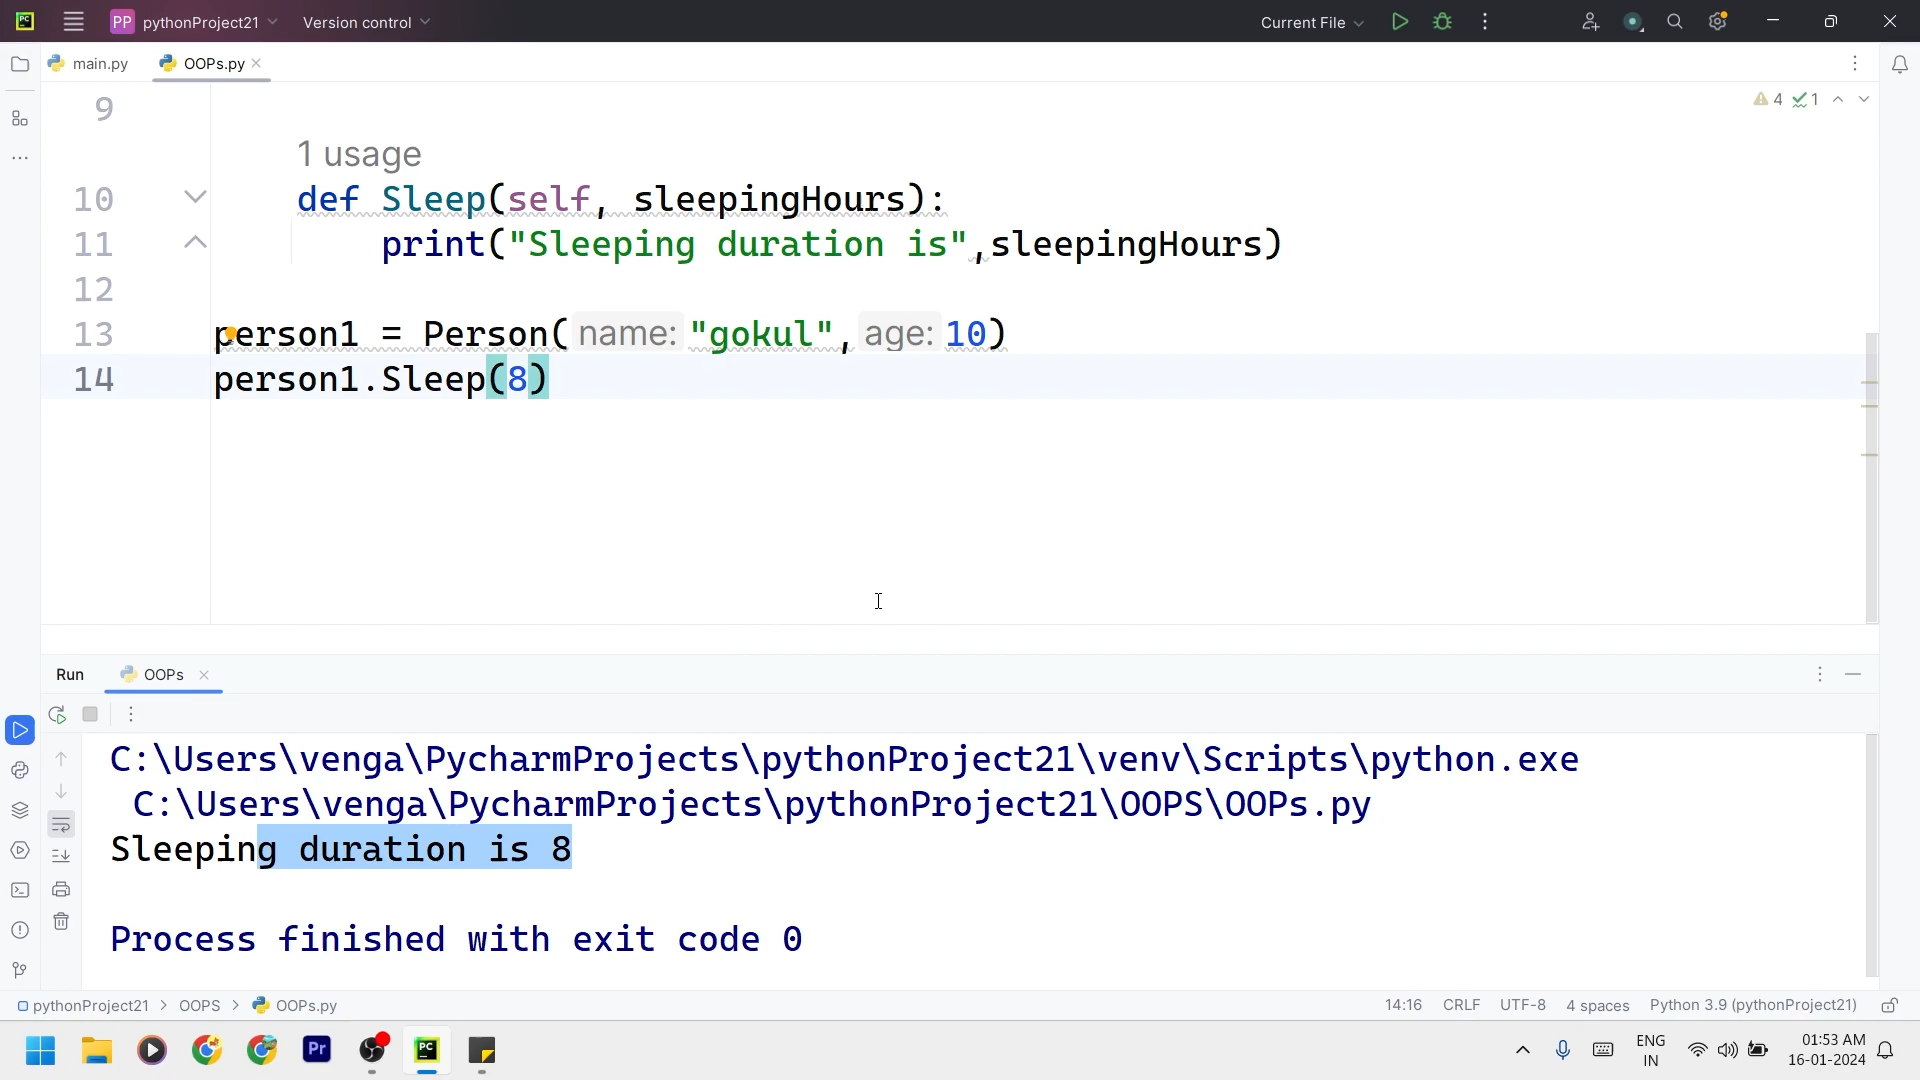 PC PP pythonProject21 Version control Current File
main.py OOPs.py
4 1
9
1 usage
10 def Sleep(self, sleepingHours):
11 print("Sleeping duration is",sleepingHours)
12
13 person1 = Person(name: "gokul", age: 10)
14 person1.Sleep(8)
Run OOPs
C:\Users\venga\PycharmProjects\pythonProject21\venv\Scripts\python.exe
C:\Users\venga\PycharmProjects\pythonProject21\OOPS\OOPs.py
Sleeping duration is 8
Process finished with exit code 0
pythonProject21 > OOPS > OOPs.py 14:16 CRLF UTF-8 4 spaces Python 3.9 (pythonProject21)
Pr PC ENG 01:53 AM
IN 16-01-2024